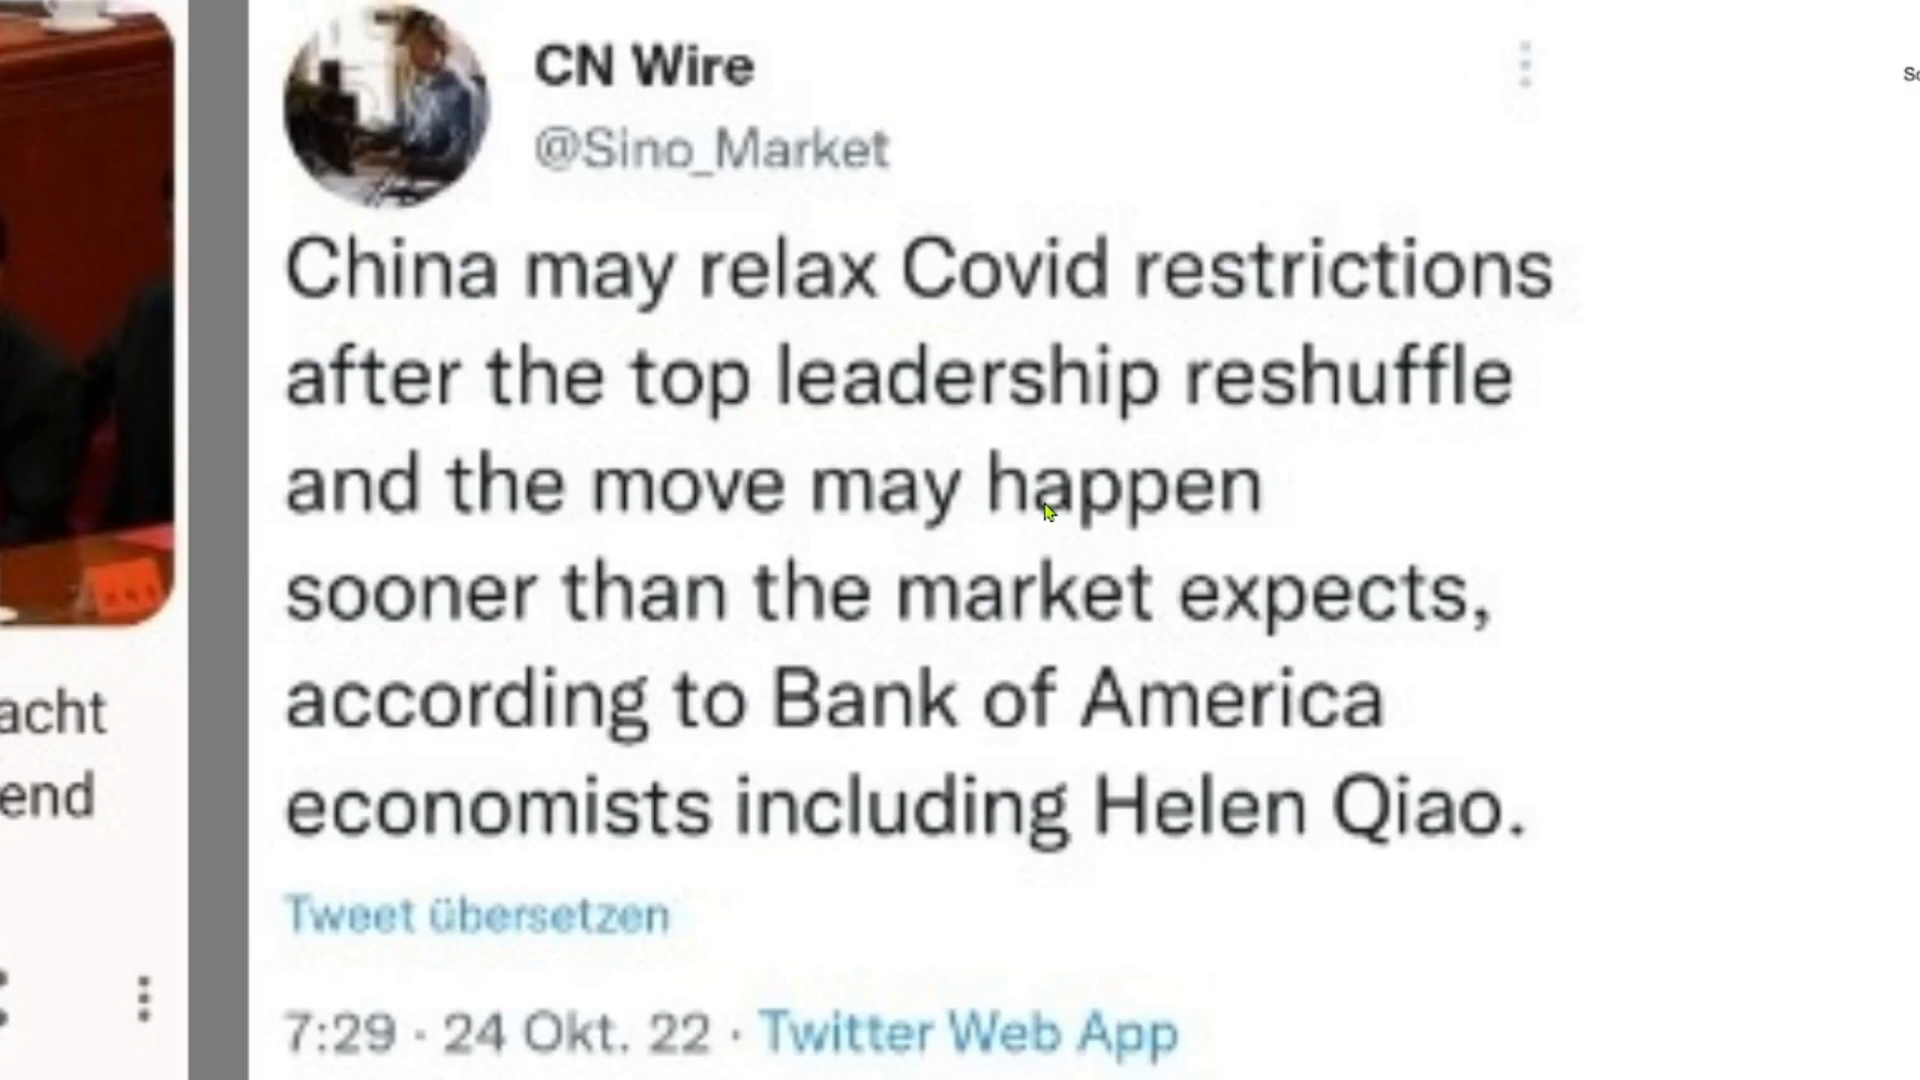 CN Wire
@Sino_Market
China may relax Covid restrictions
after the top leadership reshuffle
and the move may happen
sooner than the market expects,
according to Bank of America
economists including Helen Qiao.
Tweet übersetzen
7:29 · 24 Okt. 22 · Twitter Web App
acht
end